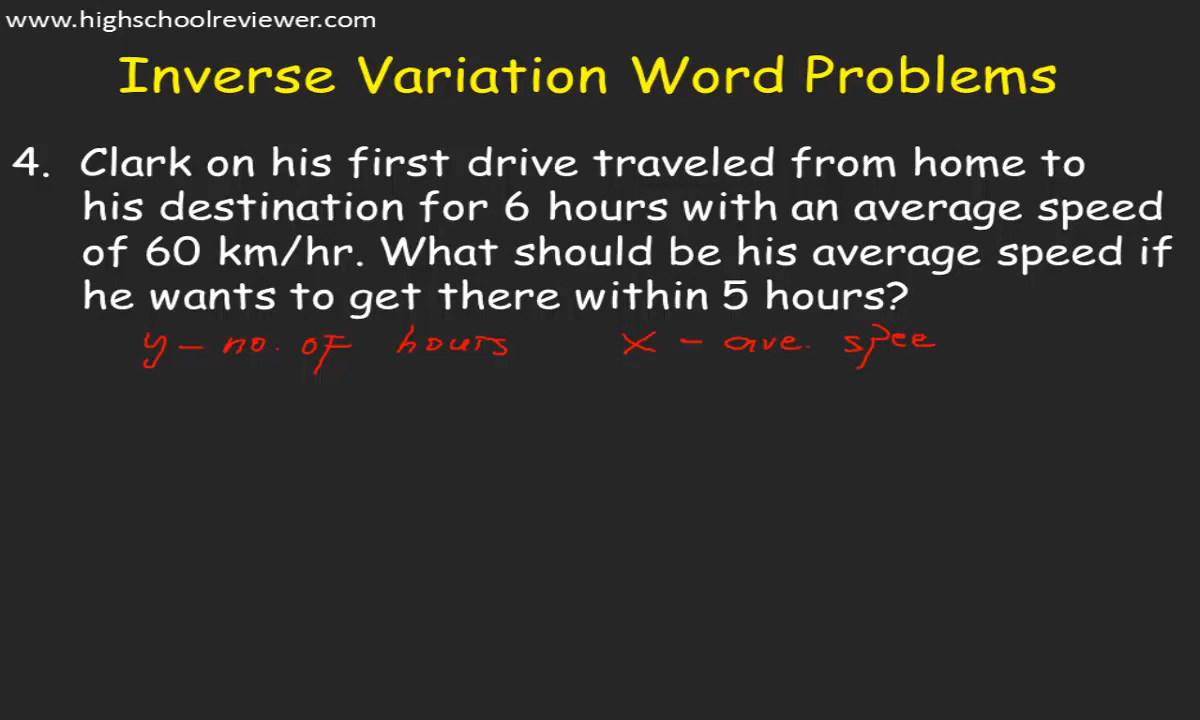 www.highschoolreviewer.com
Inverse Variation Word Problems
4. Clark on his first drive traveled from home to
his destination for 6 hours with an average speed
of 60 km/hr. What should be his average speed if
he wants to get there within 5 hours?
y - no. of hours x - ave. spee